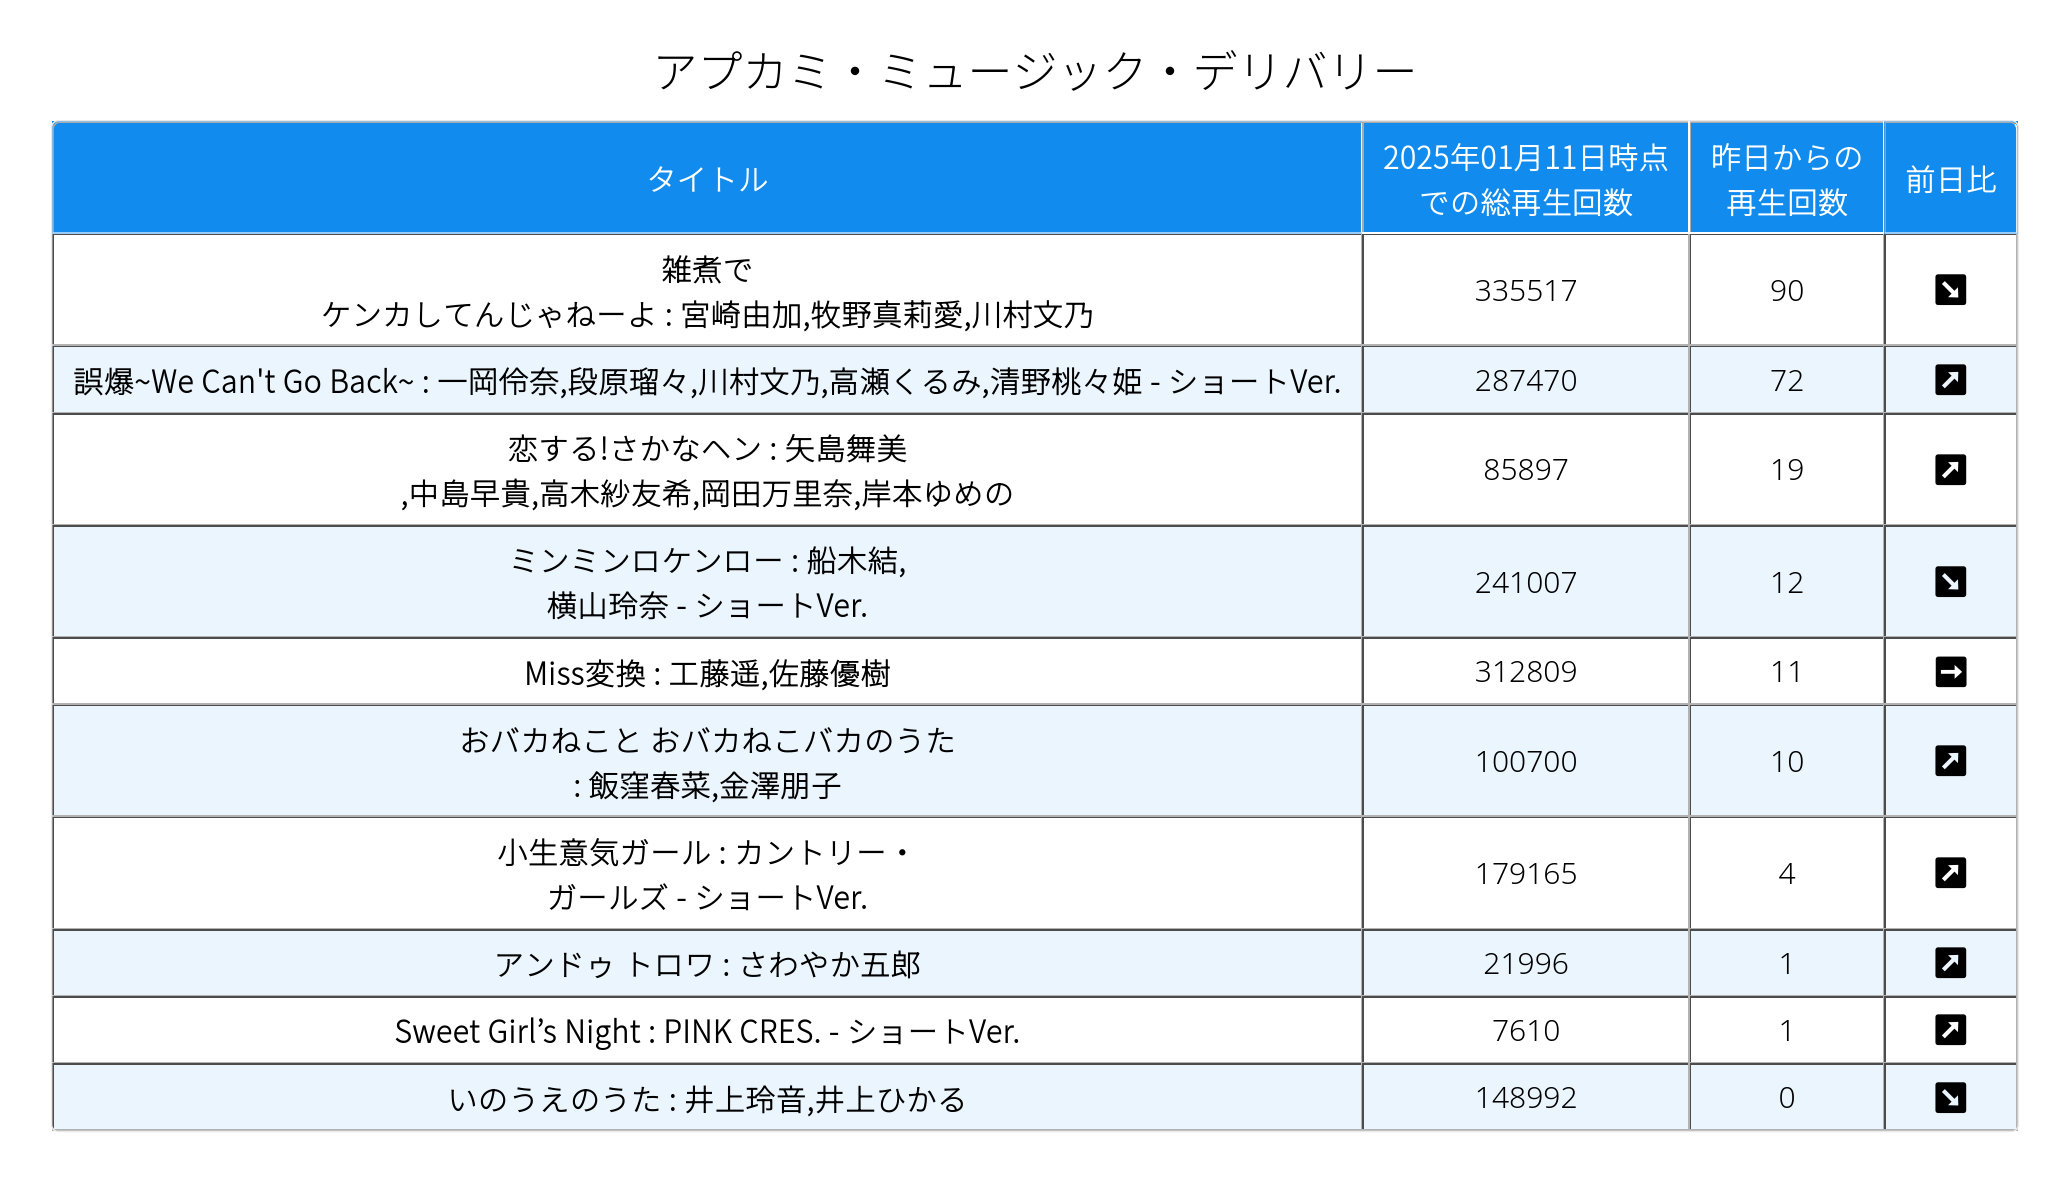 アプカミ・ミュージック・デリバリー
タイトル
2025年01月11日時点
での総再生回数
昨日からの
再生回数
前日比
雑煮で
ケンカしてんじゃねーよ : 宮崎由加,牧野真莉愛,川村文乃
335517
90
↘
誤爆~We Can't Go Back~ : 一岡伶奈,段原瑠々,川村文乃,高瀬くるみ,清野桃々姫 - ショートVer.
287470
72
↗
恋する!さかなヘン : 矢島舞美
,中島早貴,高木紗友希,岡田万里奈,岸本ゆめの
85897
19
↗
ミンミンロケンロー : 船木結,
横山玲奈 - ショートVer.
241007
12
↘
Miss変換 : 工藤遥,佐藤優樹
312809
11
→
おバカねこと おバカねこバカのうた
: 飯窪春菜,金澤朋子
100700
10
↗
小生意気ガール : カントリー・
ガールズ - ショートVer.
179165
4
↗
アンドゥ トロワ : さわやか五郎
21996
1
↗
Sweet Girl’s Night : PINK CRES. - ショートVer.
7610
1
↗
いのうえのうた : 井上玲音,井上ひかる
148992
0
↘